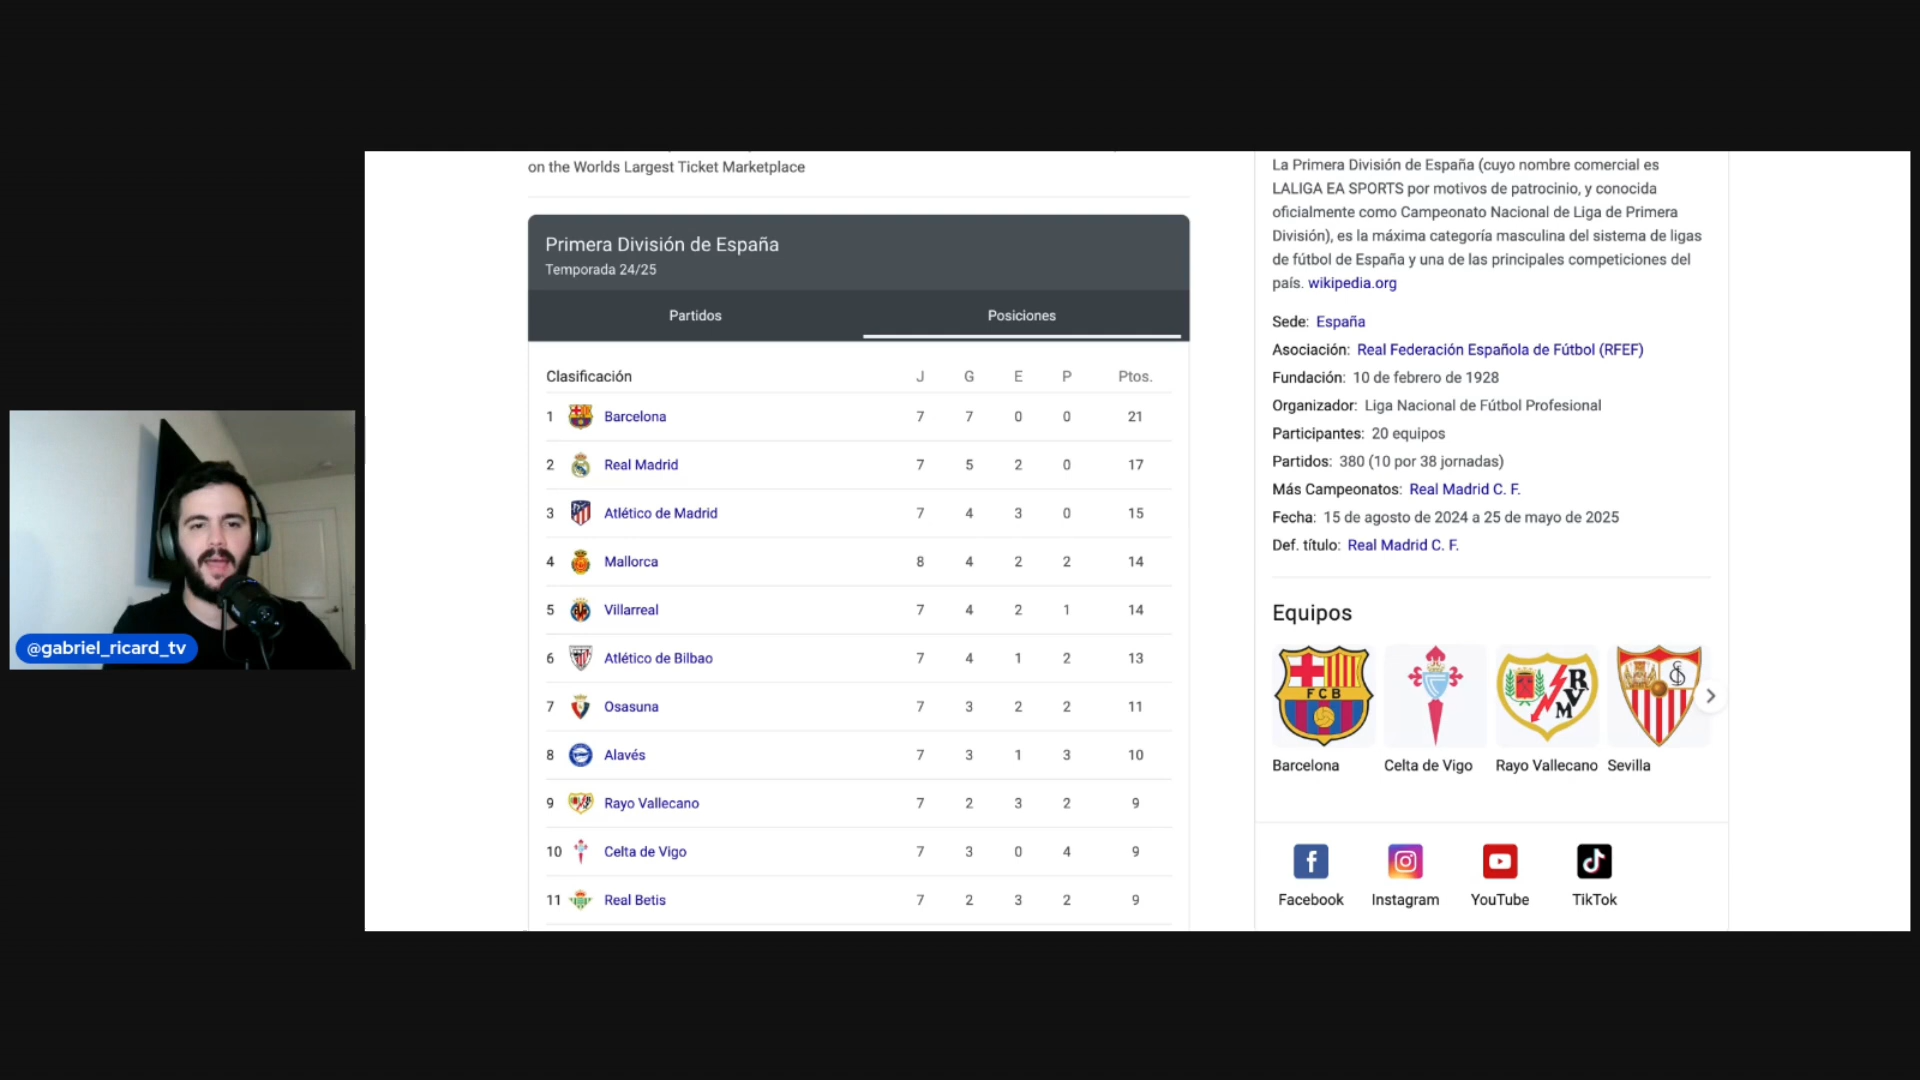 on the Worlds Largest Ticket Marketplace
Primera División de España
Temporada 24/25
Partidos Posiciones
Clasificación J G E P Ptos.
1 Barcelona 7 7 0 0 21
2 Real Madrid 7 5 2 0 17
3 Atlético de Madrid 7 4 3 0 15
4 Mallorca 8 4 2 2 14
5 Villarreal 7 4 2 1 14
6 Atlético de Bilbao 7 4 1 2 13
7 Osasuna 7 3 2 2 11
8 Alavés 7 3 1 3 10
9 Rayo Vallecano 7 2 3 2 9
10 Celta de Vigo 7 3 0 4 9
11 Real Betis 7 2 3 2 9
La Primera División de España (cuyo nombre comercial es
LALIGA EA SPORTS por motivos de patrocinio, y conocida
oficialmente como Campeonato Nacional de Liga de Primera
División), es la máxima categoría masculina del sistema de ligas
de fútbol de España y una de las principales competiciones del
país. wikipedia.org
Sede: España
Asociación: Real Federación Española de Fútbol (RFEF)
Fundación: 10 de febrero de 1928
Organizador: Liga Nacional de Fútbol Profesional
Participantes: 20 equipos
Partidos: 380 (10 por 38 jornadas)
Más Campeonatos: Real Madrid C. F.
Fecha: 15 de agosto de 2024 a 25 de mayo de 2025
Def. título: Real Madrid C. F.
Equipos
FCB
RVM
Barcelona Celta de Vigo Rayo Vallecano Sevilla
Facebook Instagram YouTube TikTok
@gabriel_ricard_tv